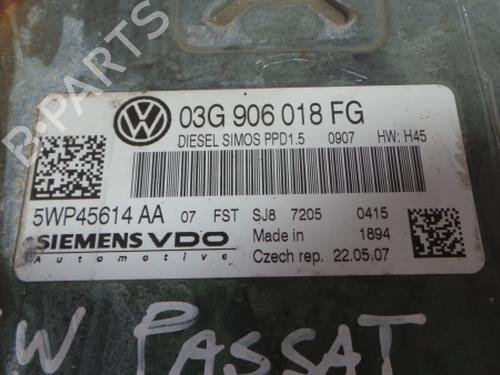 03G 906 018 FG
DIESEL SIMOS PPD1.5 0907 HW: H45
5WP45614 AA 07 FST SJ8 7205 0415
SIEMENS VDO Made in 1894
Automotive Czech rep. 22.05.07
W PASSAT
B-PARTS